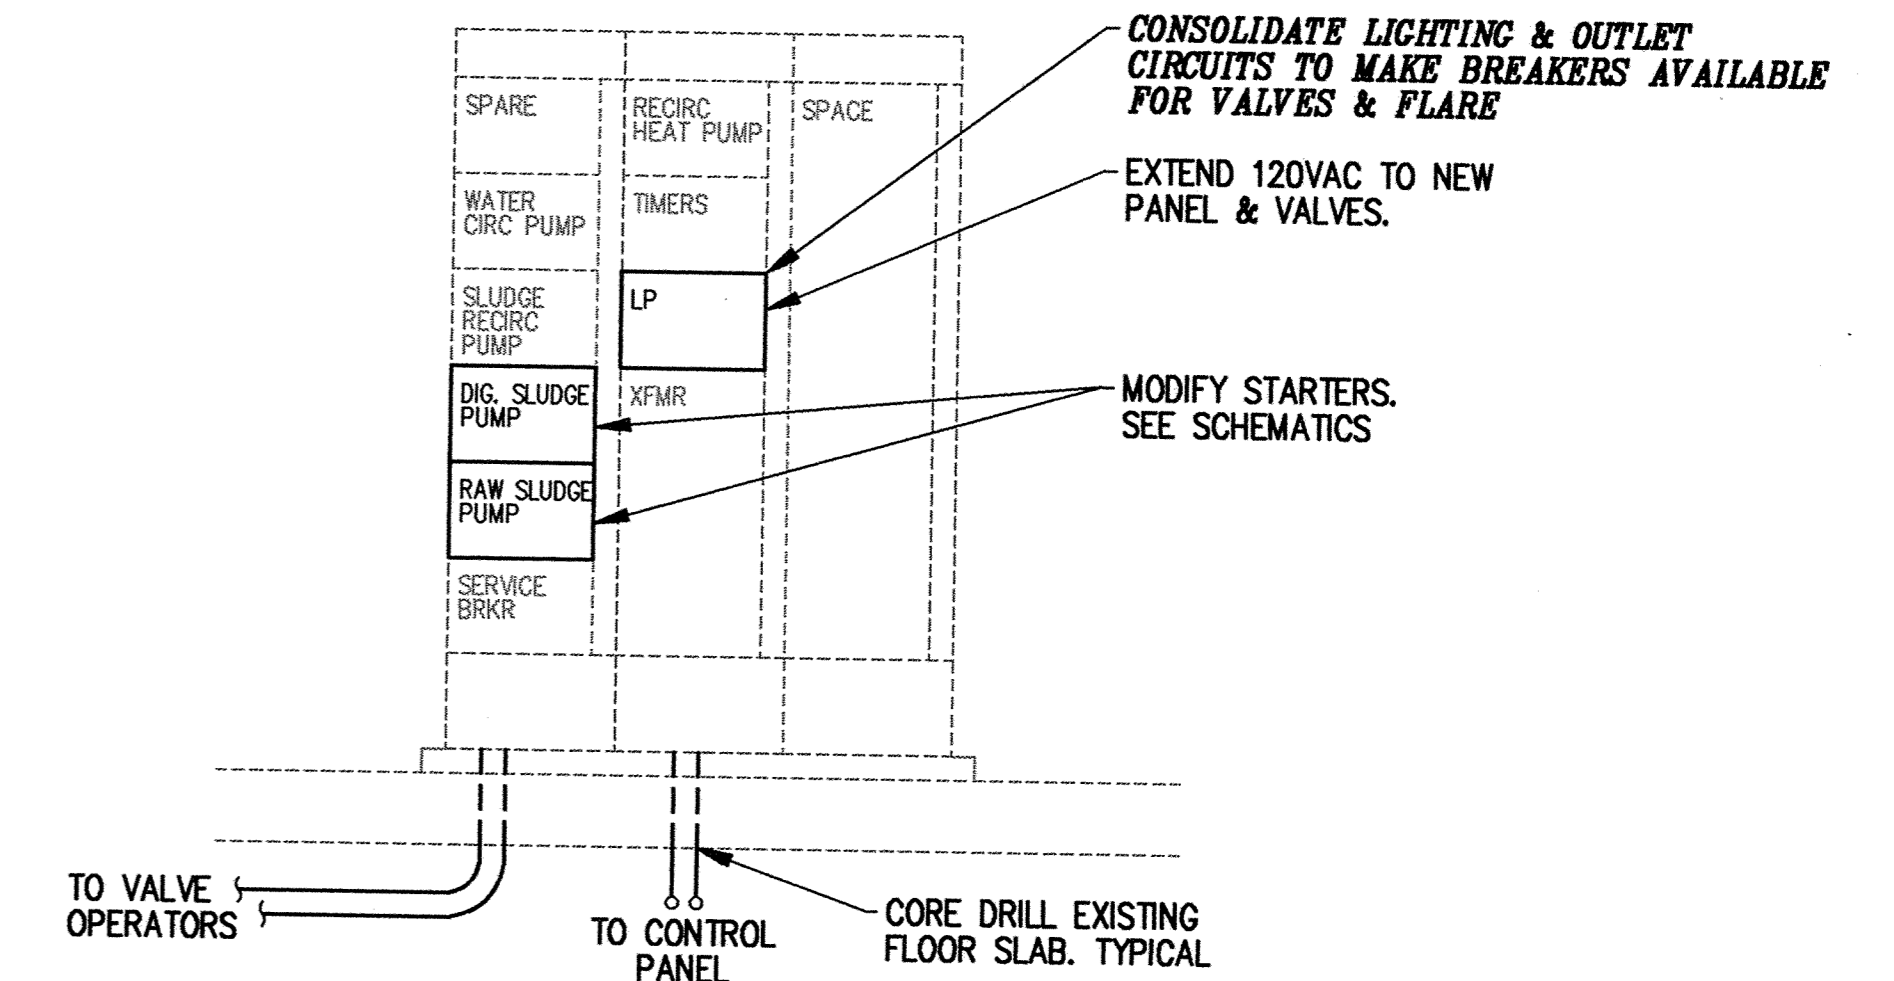 CONSOLIDATE LIGHTING & OUTLET
CIRCUITS TO MAKE BREAKERS AVAILABLE
FOR VALVES & FLARE
EXTEND 120VAC TO NEW
PANEL & VALVES.
MODIFY STARTERS.
SEE SCHEMATICS
SPARE
WATER
CIRC PUMP
SLUDGE
RECIRC
PUMP
DIG. SLUDGE
PUMP
RAW SLUDGE
PUMP
SERVICE
BRKR
RECIRC
HEAT PUMP
TIMERS
LP
XFMR
SPACE
TO VALVE
OPERATORS
TO CONTROL
PANEL
CORE DRILL EXISTING
FLOOR SLAB. TYPICAL